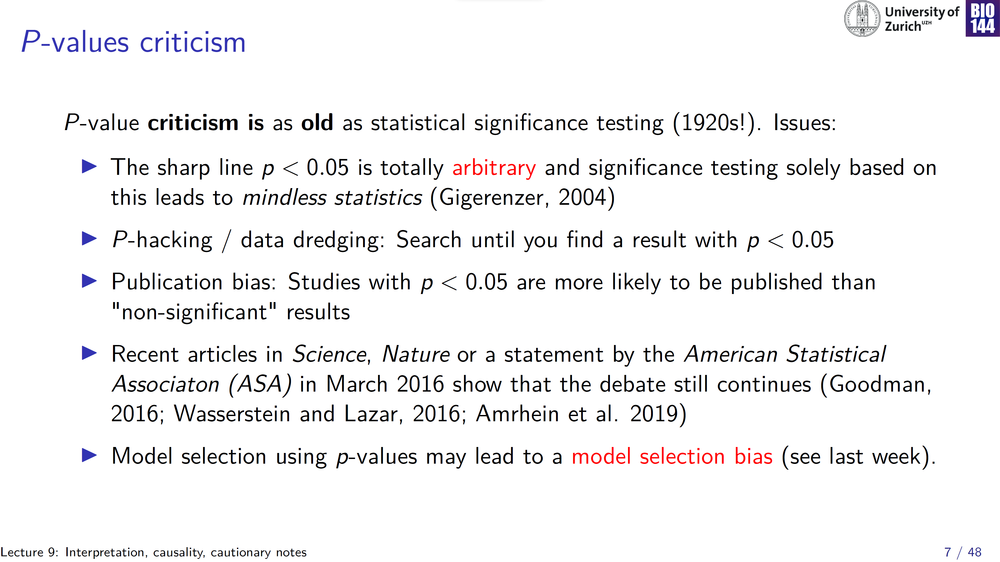 University of
Zurich UZH
BIO
144
P-values criticism
P-value criticism is as old as statistical significance testing (1920s!). Issues:
The sharp line p < 0.05 is totally arbitrary and significance testing solely based on
this leads to mindless statistics (Gigerenzer, 2004)
P-hacking / data dredging: Search until you find a result with p < 0.05
Publication bias: Studies with p < 0.05 are more likely to be published than
"non-significant" results
Recent articles in Science, Nature or a statement by the American Statistical
Associaton (ASA) in March 2016 show that the debate still continues (Goodman,
2016; Wasserstein and Lazar, 2016; Amrhein et al. 2019)
Model selection using p-values may lead to a model selection bias (see last week).
Lecture 9: Interpretation, causality, cautionary notes
7 / 48